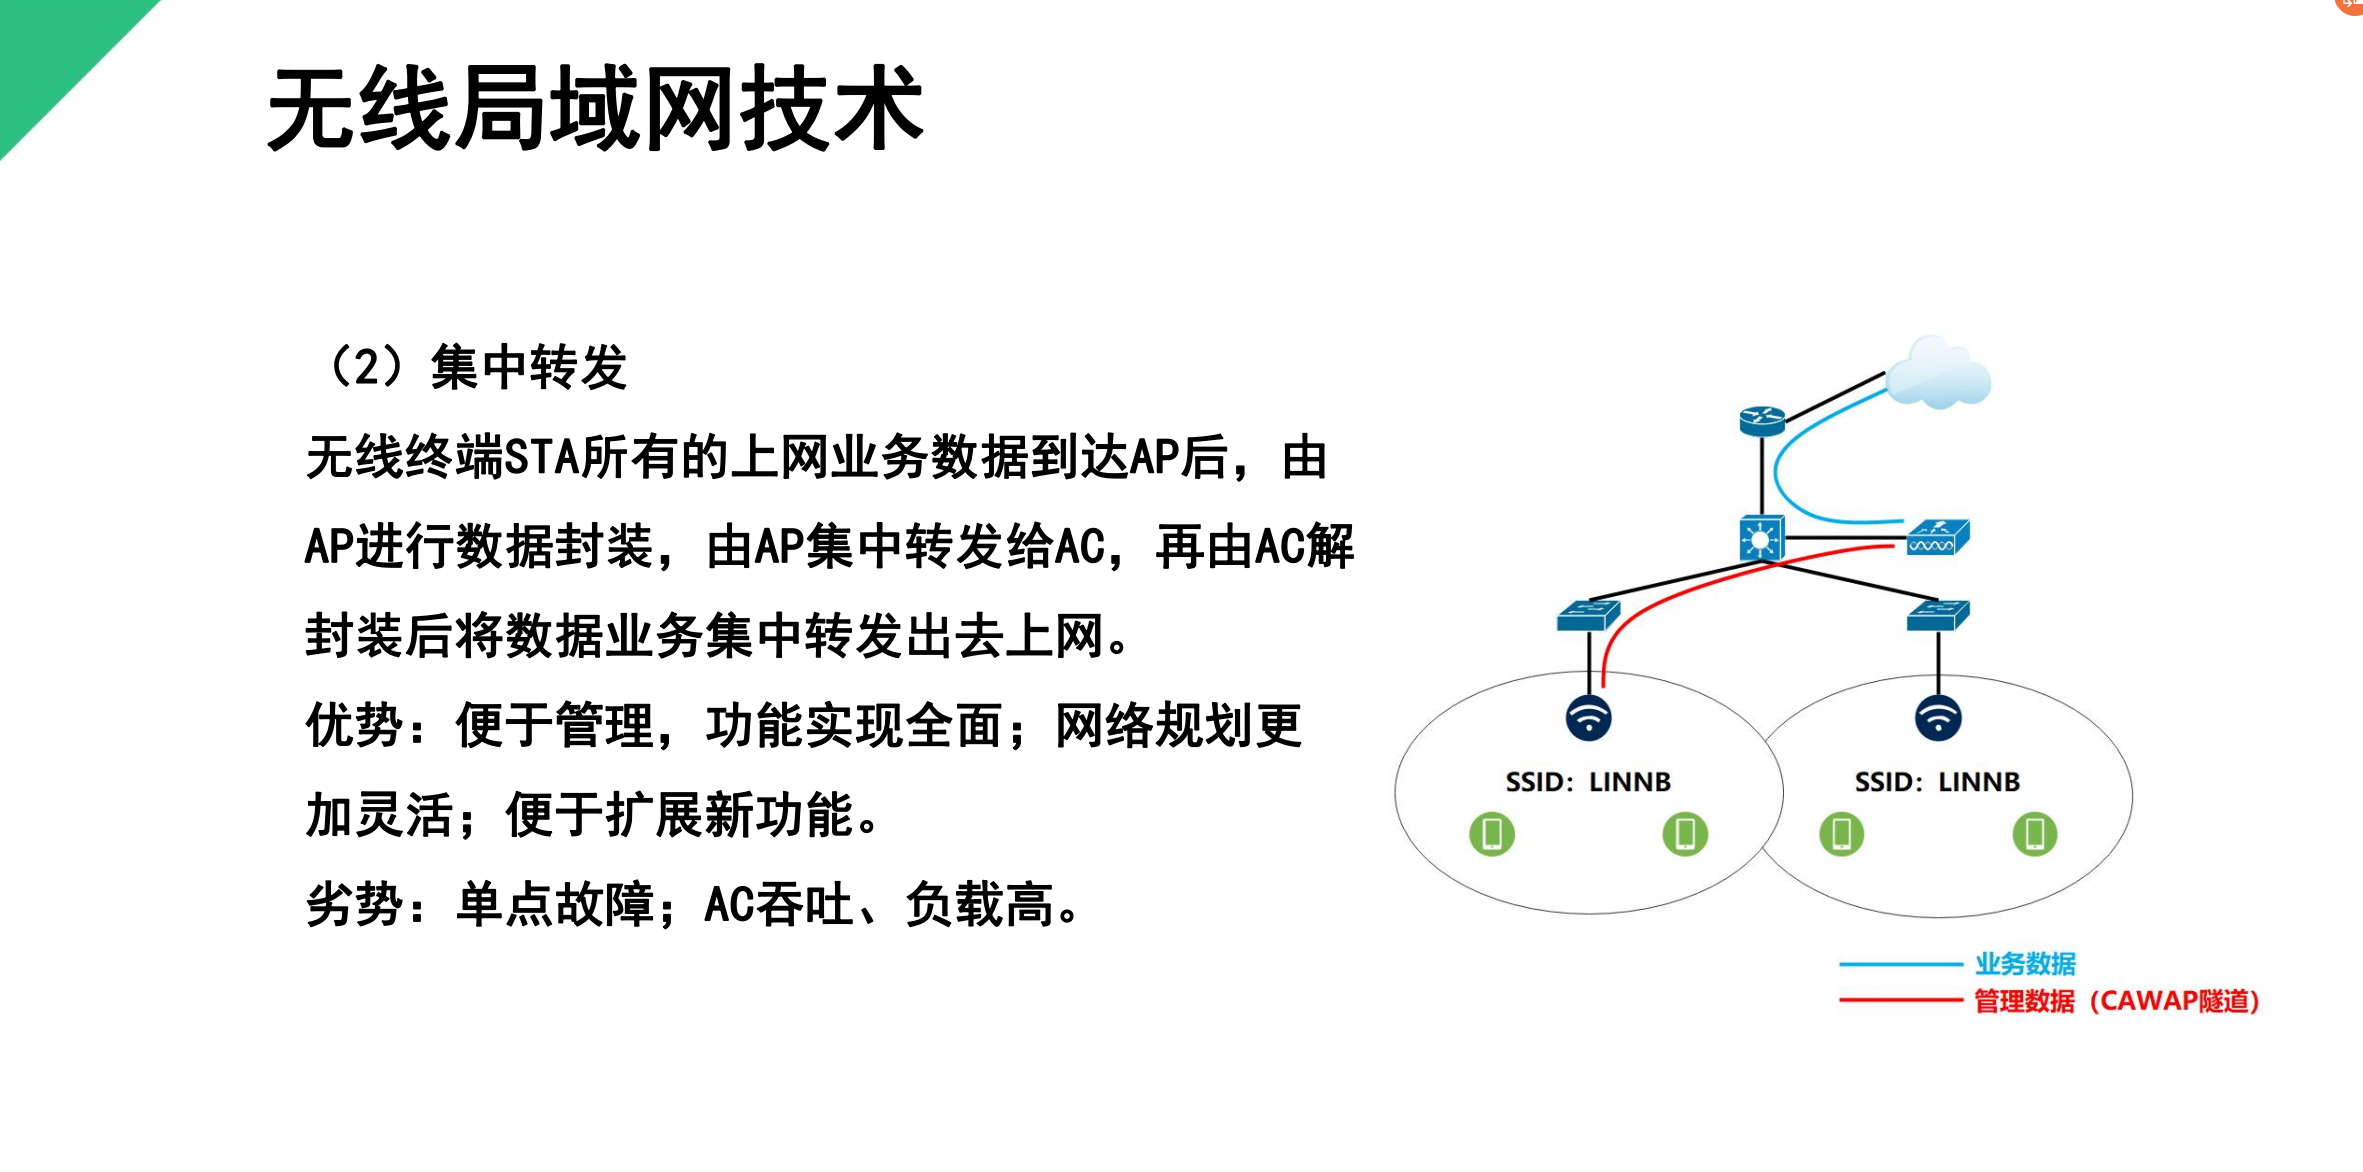 无线局域网技术
（2）集中转发
无线终端STA所有的上网业务数据到达AP后，由
AP进行数据封装，由AP集中转发给AC，再由AC解
封装后将数据业务集中转发出去上网。
优势：便于管理，功能实现全面；网络规划更
加灵活；便于扩展新功能。
劣势：单点故障；AC吞吐、负载高。
SSID：LINNB
SSID：LINNB
业务数据
管理数据（CAWAP隧道）